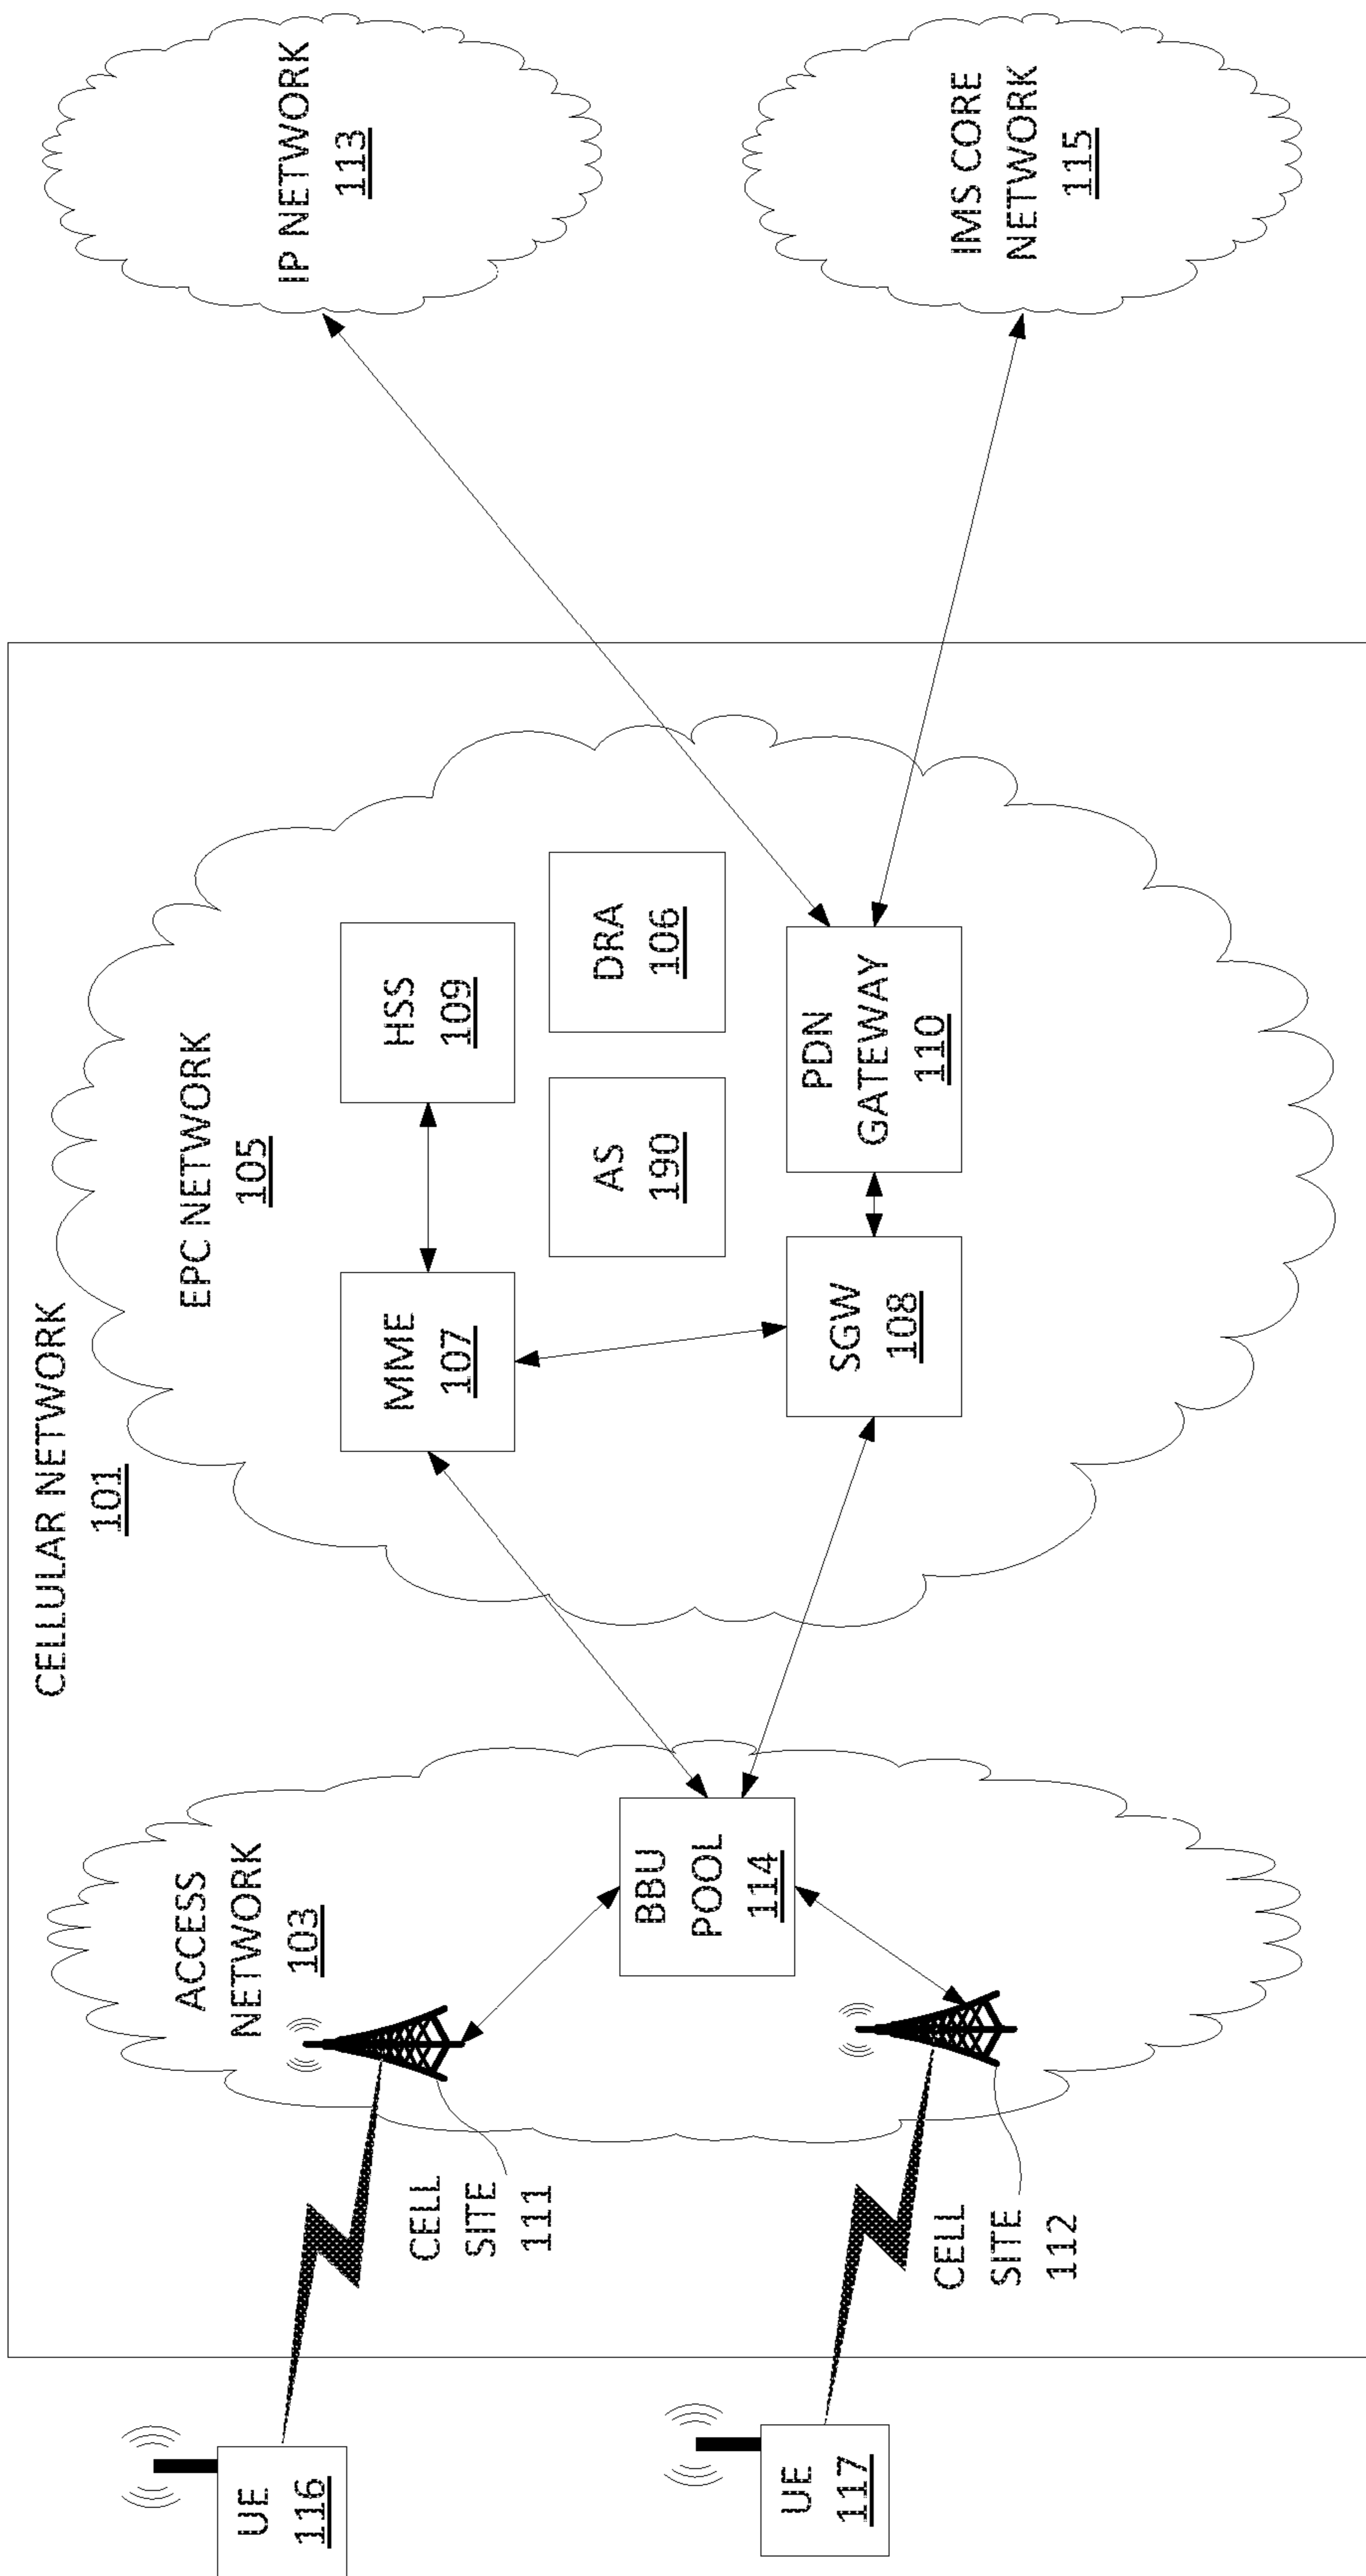 CELLULAR NETWORK
101
UE
116
UE
117
CELL
SITE
111
CELL
SITE
112
ACCESS
NETWORK
103
BBU
POOL
114
EPC NETWORK
105
MME
107
HSS
109
AS
190
DRA
106
SGW
108
PDN
GATEWAY
110
IP NETWORK
113
IMS CORE
NETWORK
115